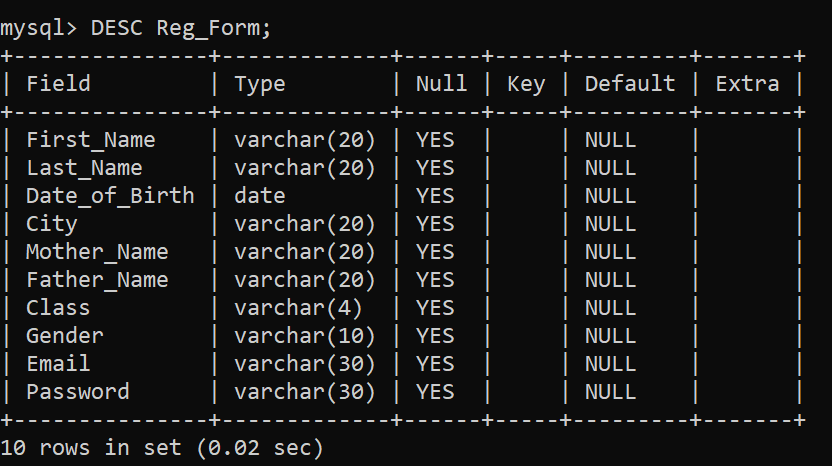 mysql> DESC Reg_Form;
+---------------+-------------+------+-----+---------+-------+
| Field         | Type        | Null | Key | Default | Extra |
+---------------+-------------+------+-----+---------+-------+
| First_Name    | varchar(20) | YES  |     | NULL    |       |
| Last_Name     | varchar(20) | YES  |     | NULL    |       |
| Date_of_Birth | date        | YES  |     | NULL    |       |
| City          | varchar(20) | YES  |     | NULL    |       |
| Mother_Name   | varchar(20) | YES  |     | NULL    |       |
| Father_Name   | varchar(20) | YES  |     | NULL    |       |
| Class         | varchar(4)  | YES  |     | NULL    |       |
| Gender        | varchar(10) | YES  |     | NULL    |       |
| Email         | varchar(30) | YES  |     | NULL    |       |
| Password      | varchar(30) | YES  |     | NULL    |       |
+---------------+-------------+------+-----+---------+-------+
10 rows in set (0.02 sec)